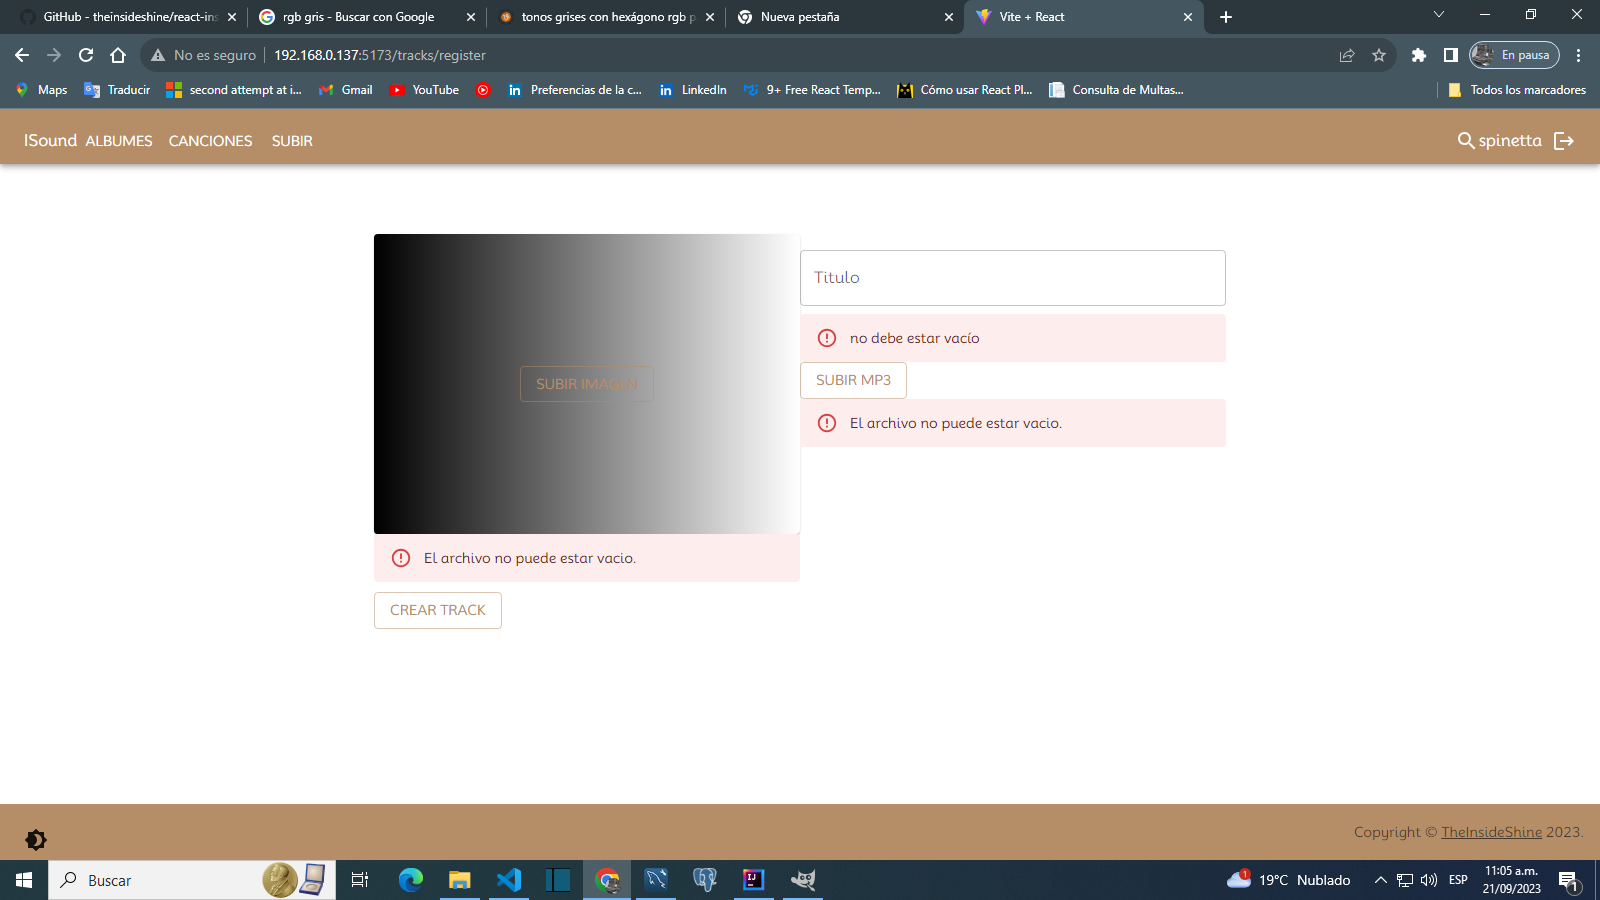 GitHub - theinsideshine/react-ins
rgb gris - Buscar con Google
tonos grises con hexágono rgb p
Nueva pestaña
Vite + React
No es seguro
192.168.0.137:5173/tracks/register
En pausa
Maps
Traducir
second attempt at i...
Gmail
YouTube
Preferencias de la c...
LinkedIn
9+ Free React Temp...
Cómo usar React Pl...
Consulta de Multas...
Todos los marcadores
ISound ALBUMES CANCIONES SUBIR
spinetta
Titulo
no debe estar vacío
SUBIR IMAGEN
SUBIR MP3
El archivo no puede estar vacio.
El archivo no puede estar vacio.
CREAR TRACK
Copyright © TheInsideShine 2023.
Buscar
1
19°C Nublado
ESP
11:05 a.m.
21/09/2023
1